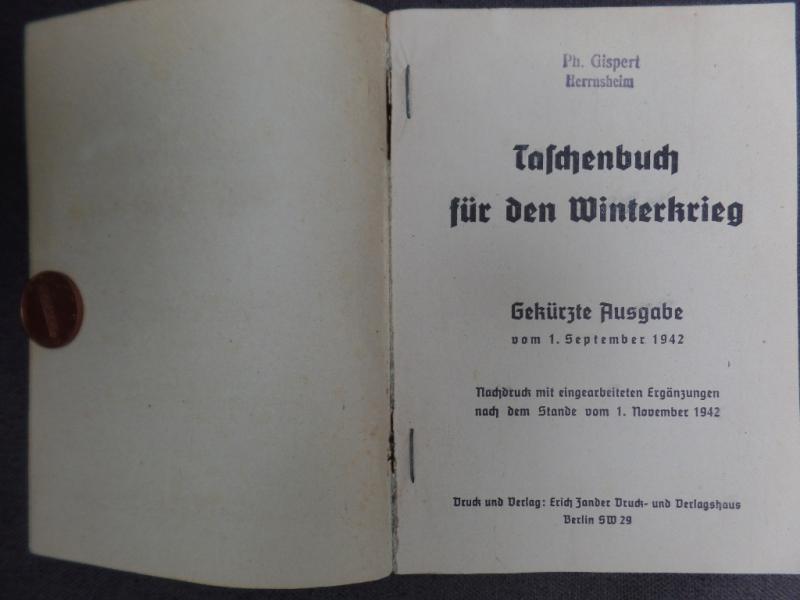 Ph. Gispert
Herrnsheim
Taschenbuch
für den Winterkrieg
Gekürzte Ausgabe
vom 1. September 1942
Nachdruck mit eingearbeiteten Ergänzungen
nach dem Stande vom 1. November 1942
Druck und Verlag: Erich Zander Druck- und Verlagshaus
Berlin SW 29